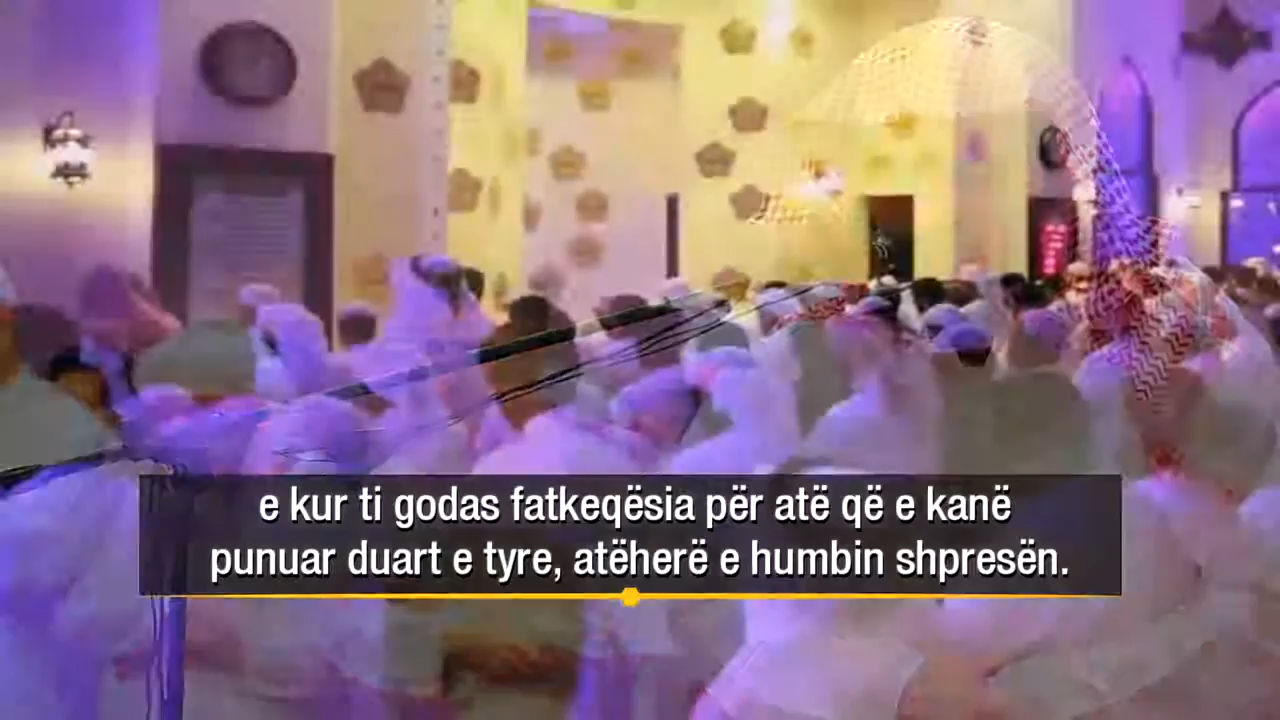 e kur ti godas fatkeqësia për atë që e kanë
punuar duart e tyre, atëherë e humbin shpresën.